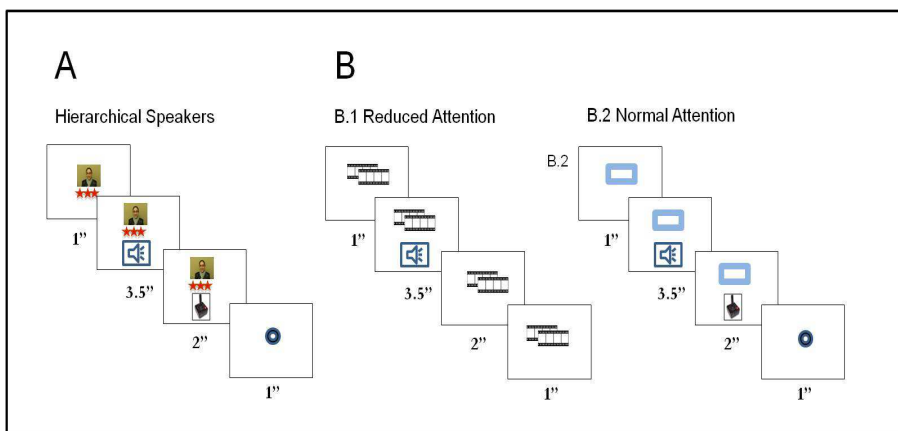 A
B
Hierarchical Speakers
B.1 Reduced Attention
B.2 Normal Attention
B.2
1”
3.5”
2”
1”
1”
3.5”
2”
1”
1”
3.5”
2”
1”